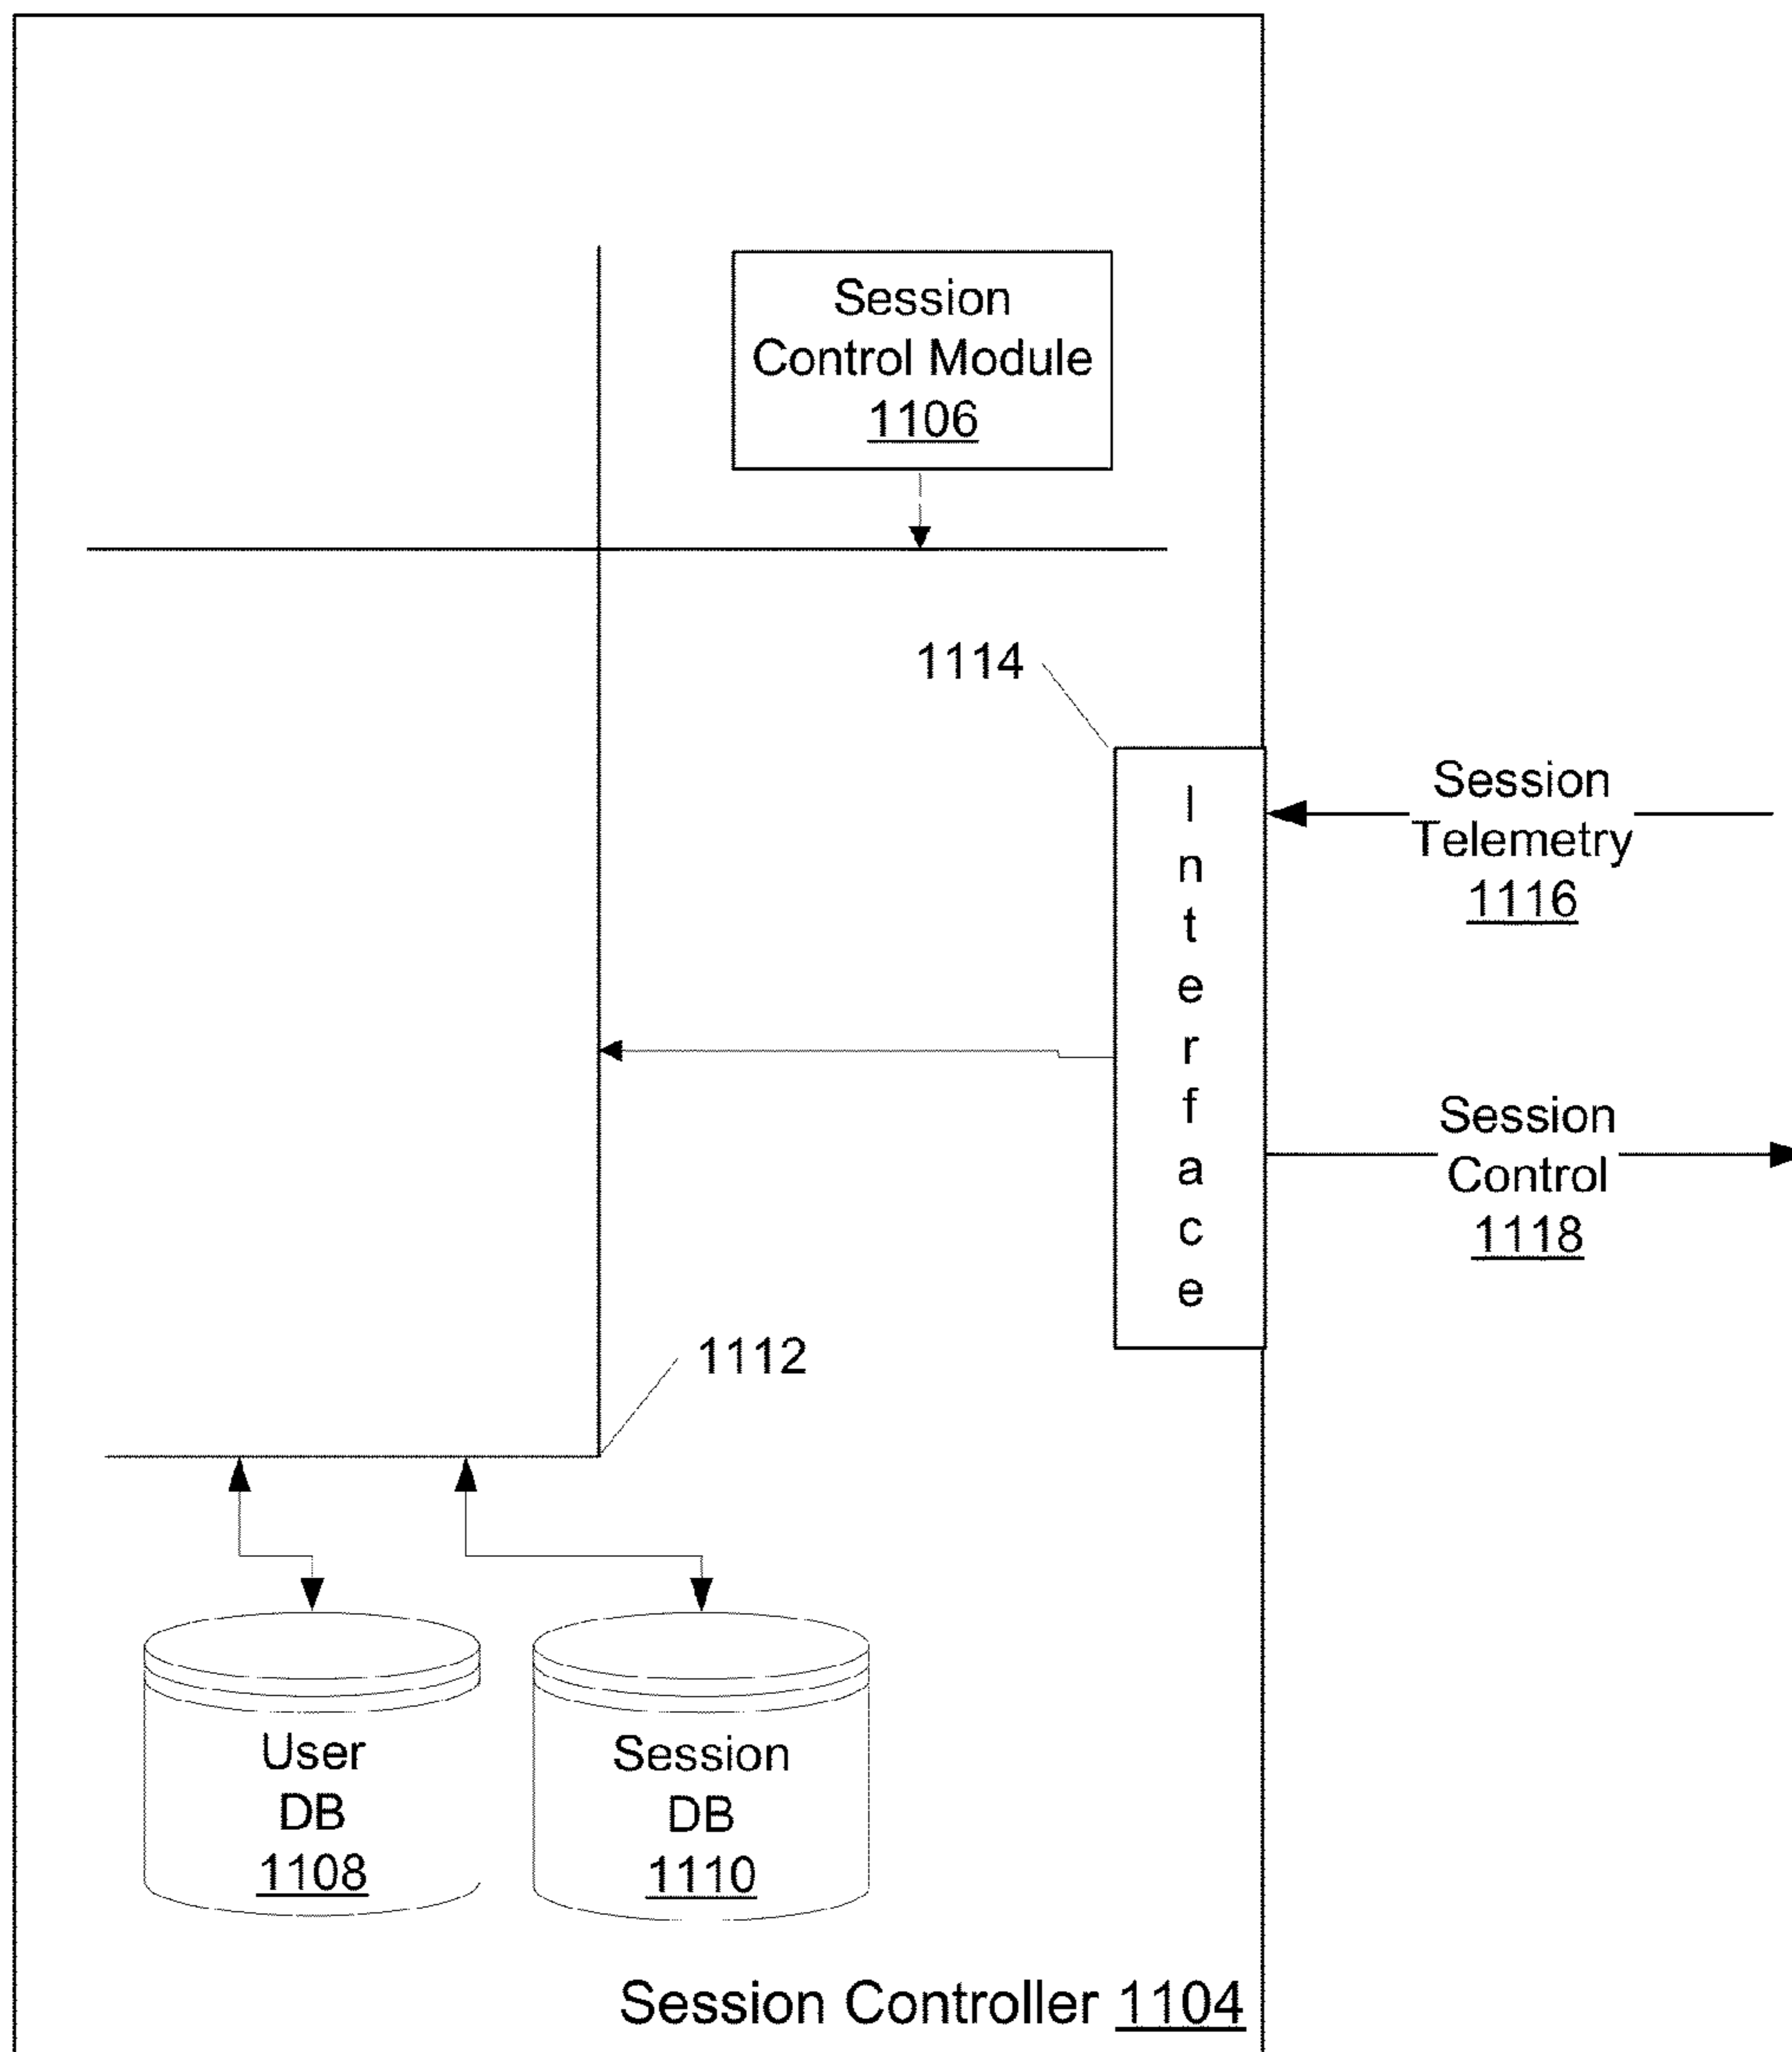 Session
Control Module
1106
1114
Interface
Session
Telemetry
1116
Session
Control
1118
1112
User
DB
1108
Session
DB
1110
Session Controller 1104